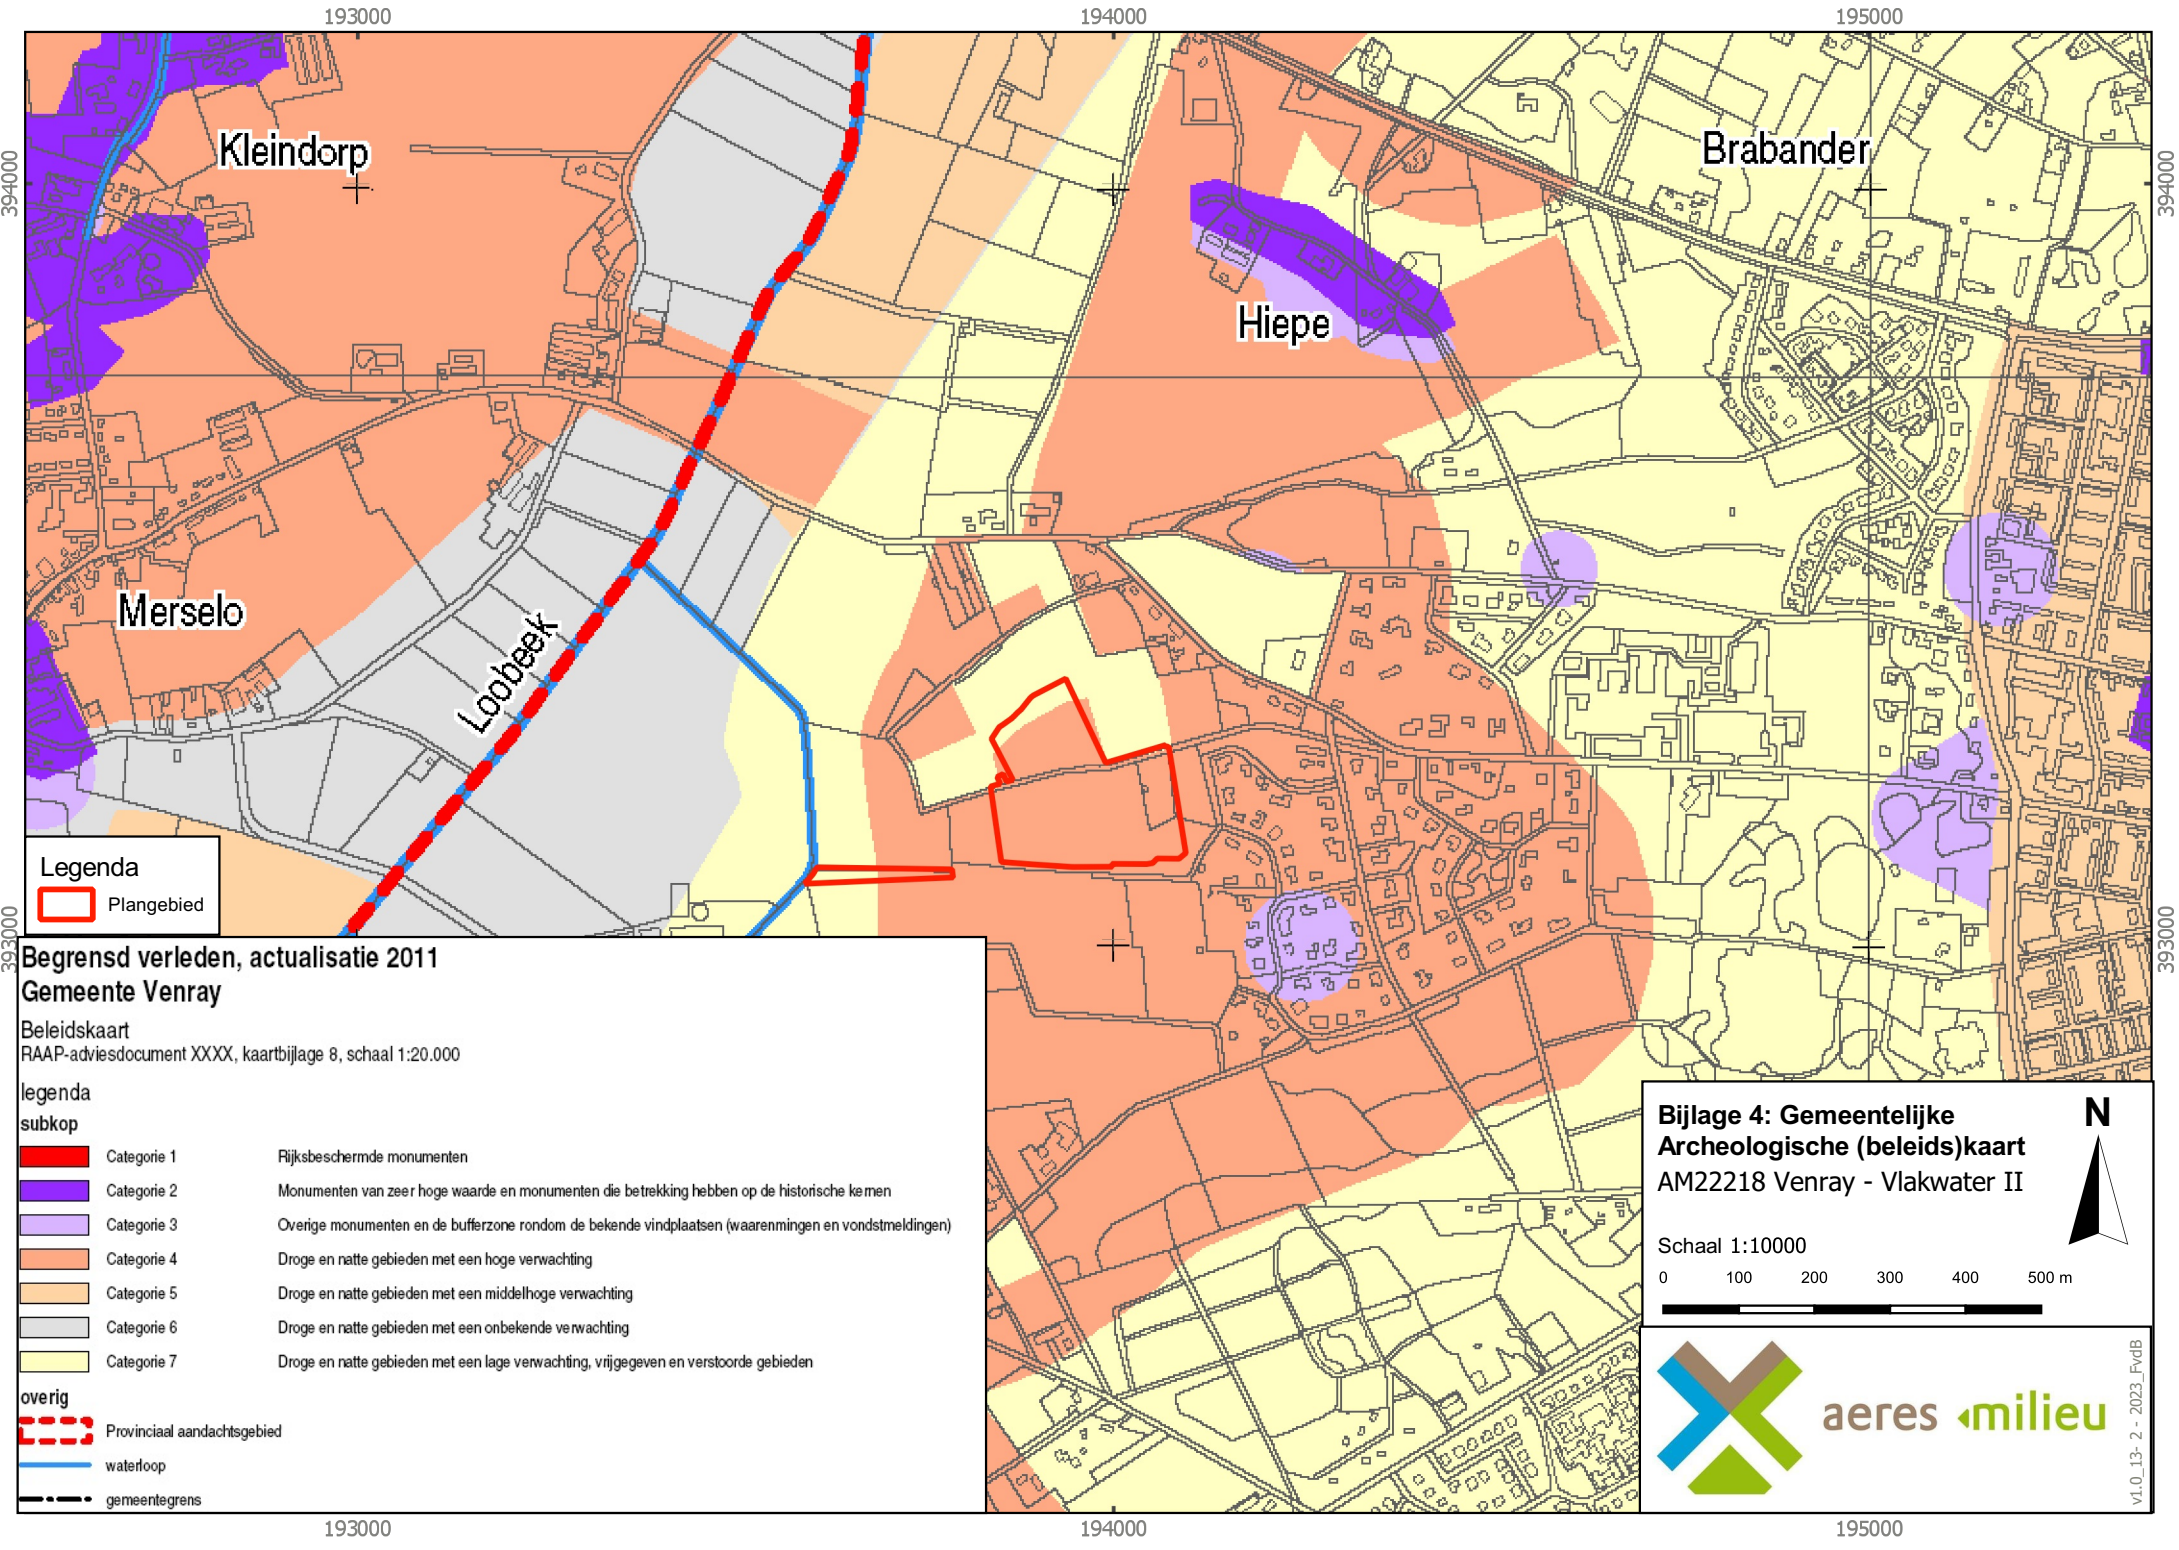 193000 194000 195000
394000 394000
Kleindorp
Brabander
Hiepe
Merselo
Loobeek
Legenda
Plangebied
393000 393000
Begrensd verleden, actualisatie 2011
Gemeente Venray
Beleidskaart
RAAP-adviesdocument XXXX, kaartbijlage 8, schaal 1:20.000
legenda
subkop
Categorie 1 Rijksbeschermde monumenten
Categorie 2 Monumenten van zeer hoge waarde en monumenten die betrekking hebben op de historische kernen
Categorie 3 Overige monumenten en de bufferzone rondom de bekende vindplaatsen (waarenmingen en vondstmeldingen)
Categorie 4 Droge en natte gebieden met een hoge verwachting
Categorie 5 Droge en natte gebieden met een middelhoge verwachting
Categorie 6 Droge en natte gebieden met een onbekende verwachting
Categorie 7 Droge en natte gebieden met een lage verwachting, vrijgegeven en verstoorde gebieden
overig
Provinciaal aandachtsgebied
waterloop
gemeentegrens
Bijlage 4: Gemeentelijke
Archeologische (beleids)kaart
AM22218 Venray - Vlakwater II
N
Schaal 1:10000
0 100 200 300 400 500 m
aeres milieu
v1.0_13- 2 - 2023_FvdB
193000 194000 195000